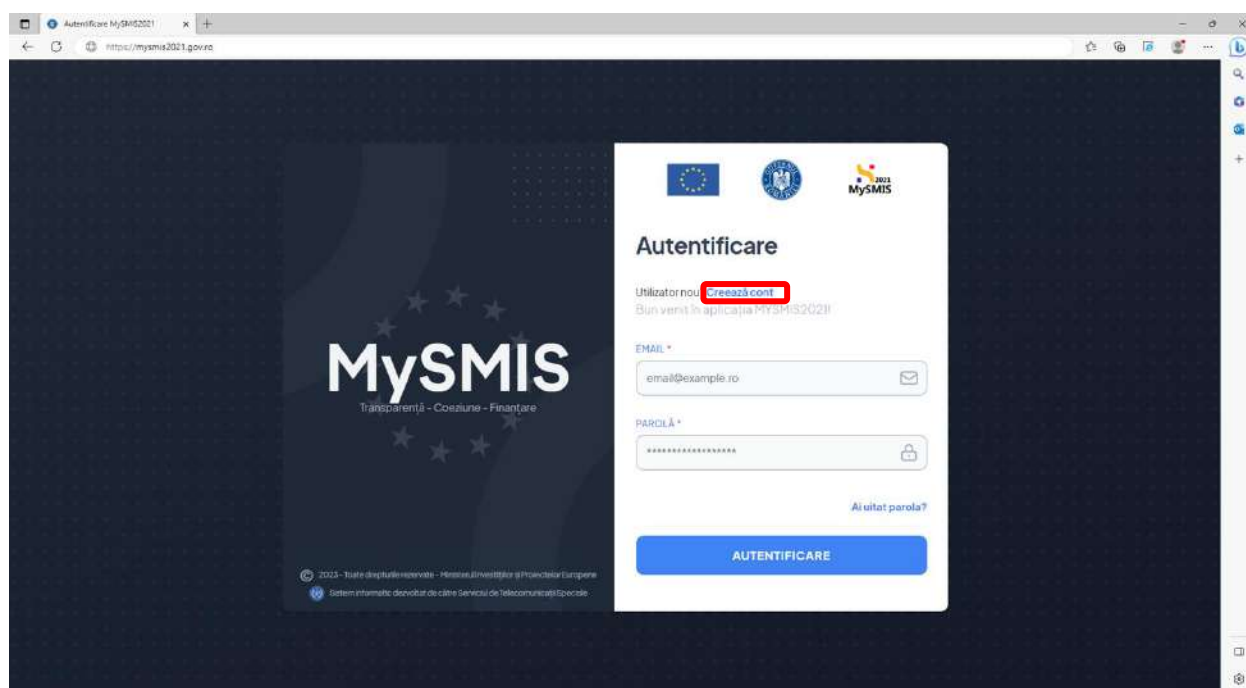 Autentificare MySMIS2021
https://mysmis2021.gov.ro
2021
MySMIS
Autentificare
Utilizator nou Creează cont
Bun venit în aplicația MYSMIS2021!
EMAIL *
email@example.ro
PAROLĂ *
******************
Ai uitat parola?
AUTENTIFICARE
MySMIS
Transparență - Coeziune - Finanțare
© 2023 - Toate drepturile rezervate - Ministerul Investițiilor și Proiectelor Europene
Sistem informatic dezvoltat de către Serviciul de Telecomunicații Speciale